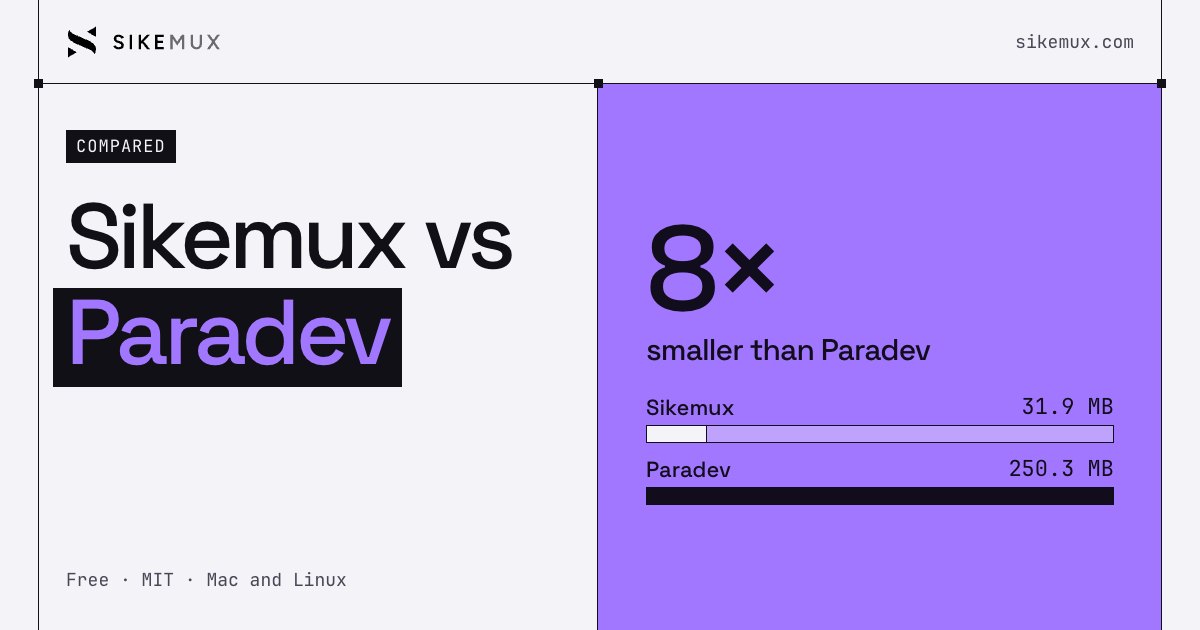 SIKEMUX
sikemux.com
COMPARED
Sikemux vs
Paradev
Free · MIT · Mac and Linux
8×
smaller than Paradev
Sikemux 31.9 MB
Paradev 250.3 MB